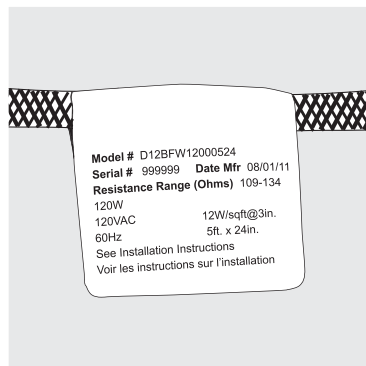 Model # D12BFW12000524
Serial # 999999 Date Mfr 08/01/11
Resistance Range (Ohms) 109-134
120W
120VAC 12W/sqft@3in.
60Hz 5ft. x 24in.
See Installation Instructions
Voir les instructions sur l'installation